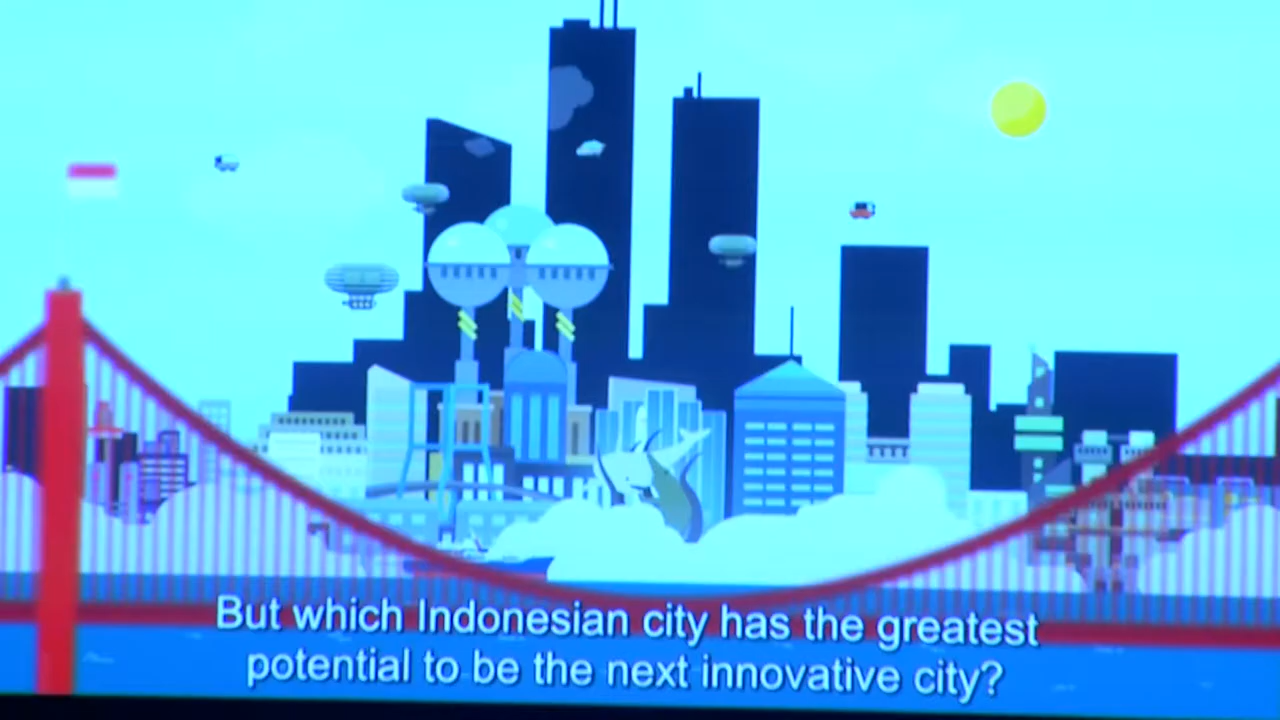 But which Indonesian city has the greatest
potential to be the next innovative city?